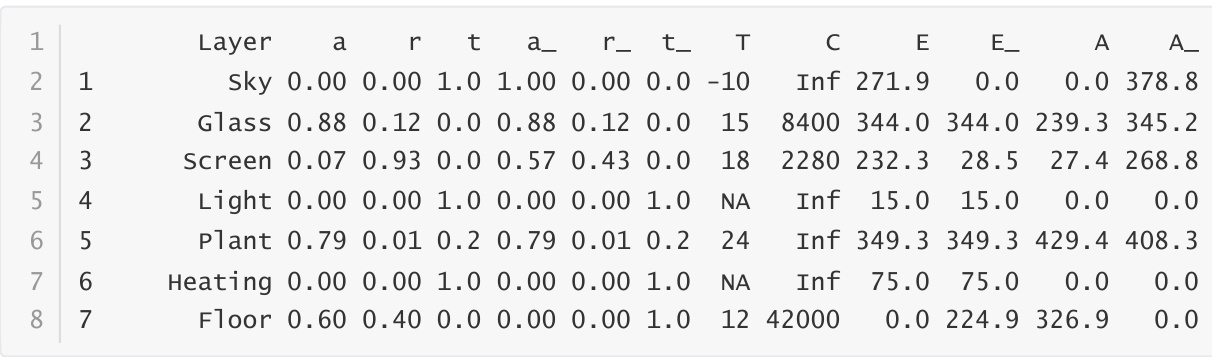 1 Layer a r t a_ r_ t_ T C E E_ A A_
2 1 Sky 0.00 0.00 1.0 1.00 0.00 0.0 -10 Inf 271.9 0.0 0.0 378.8
3 2 Glass 0.88 0.12 0.0 0.88 0.12 0.0 15 8400 344.0 344.0 239.3 345.2
4 3 Screen 0.07 0.93 0.0 0.57 0.43 0.0 18 2280 232.3 28.5 27.4 268.8
5 4 Light 0.00 0.00 1.0 0.00 0.00 1.0 NA Inf 15.0 15.0 0.0 0.0
6 5 Plant 0.79 0.01 0.2 0.79 0.01 0.2 24 Inf 349.3 349.3 429.4 408.3
7 6 Heating 0.00 0.00 1.0 0.00 0.00 1.0 NA Inf 75.0 75.0 0.0 0.0
8 7 Floor 0.60 0.40 0.0 0.00 0.00 1.0 12 42000 0.0 224.9 326.9 0.0